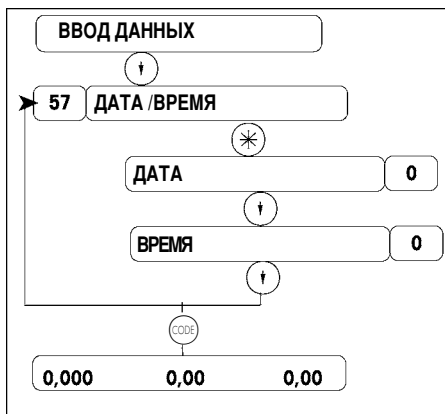 ВВОД ДАННЫХ
57 ДАТА /ВРЕМЯ
ДАТА 0
ВРЕМЯ 0
CODE
0,000 0,00 0,00